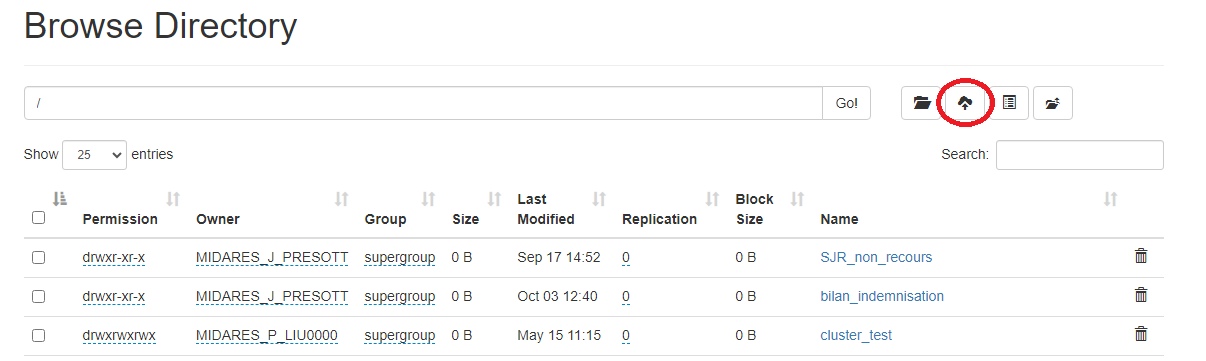 Browse Directory
/ Go!
Show 25 entries Search:
Permission Owner Group Size Last Modified Replication Block Size Name
drwxr-xr-x MIDARES_J_PRESOTT supergroup 0 B Sep 17 14:52 0 0 B SJR_non_recours
drwxr-xr-x MIDARES_J_PRESOTT supergroup 0 B Oct 03 12:40 0 0 B bilan_indemnisation
drwxrwxrwx MIDARES_P_LIU0000 supergroup 0 B May 15 11:15 0 0 B cluster_test